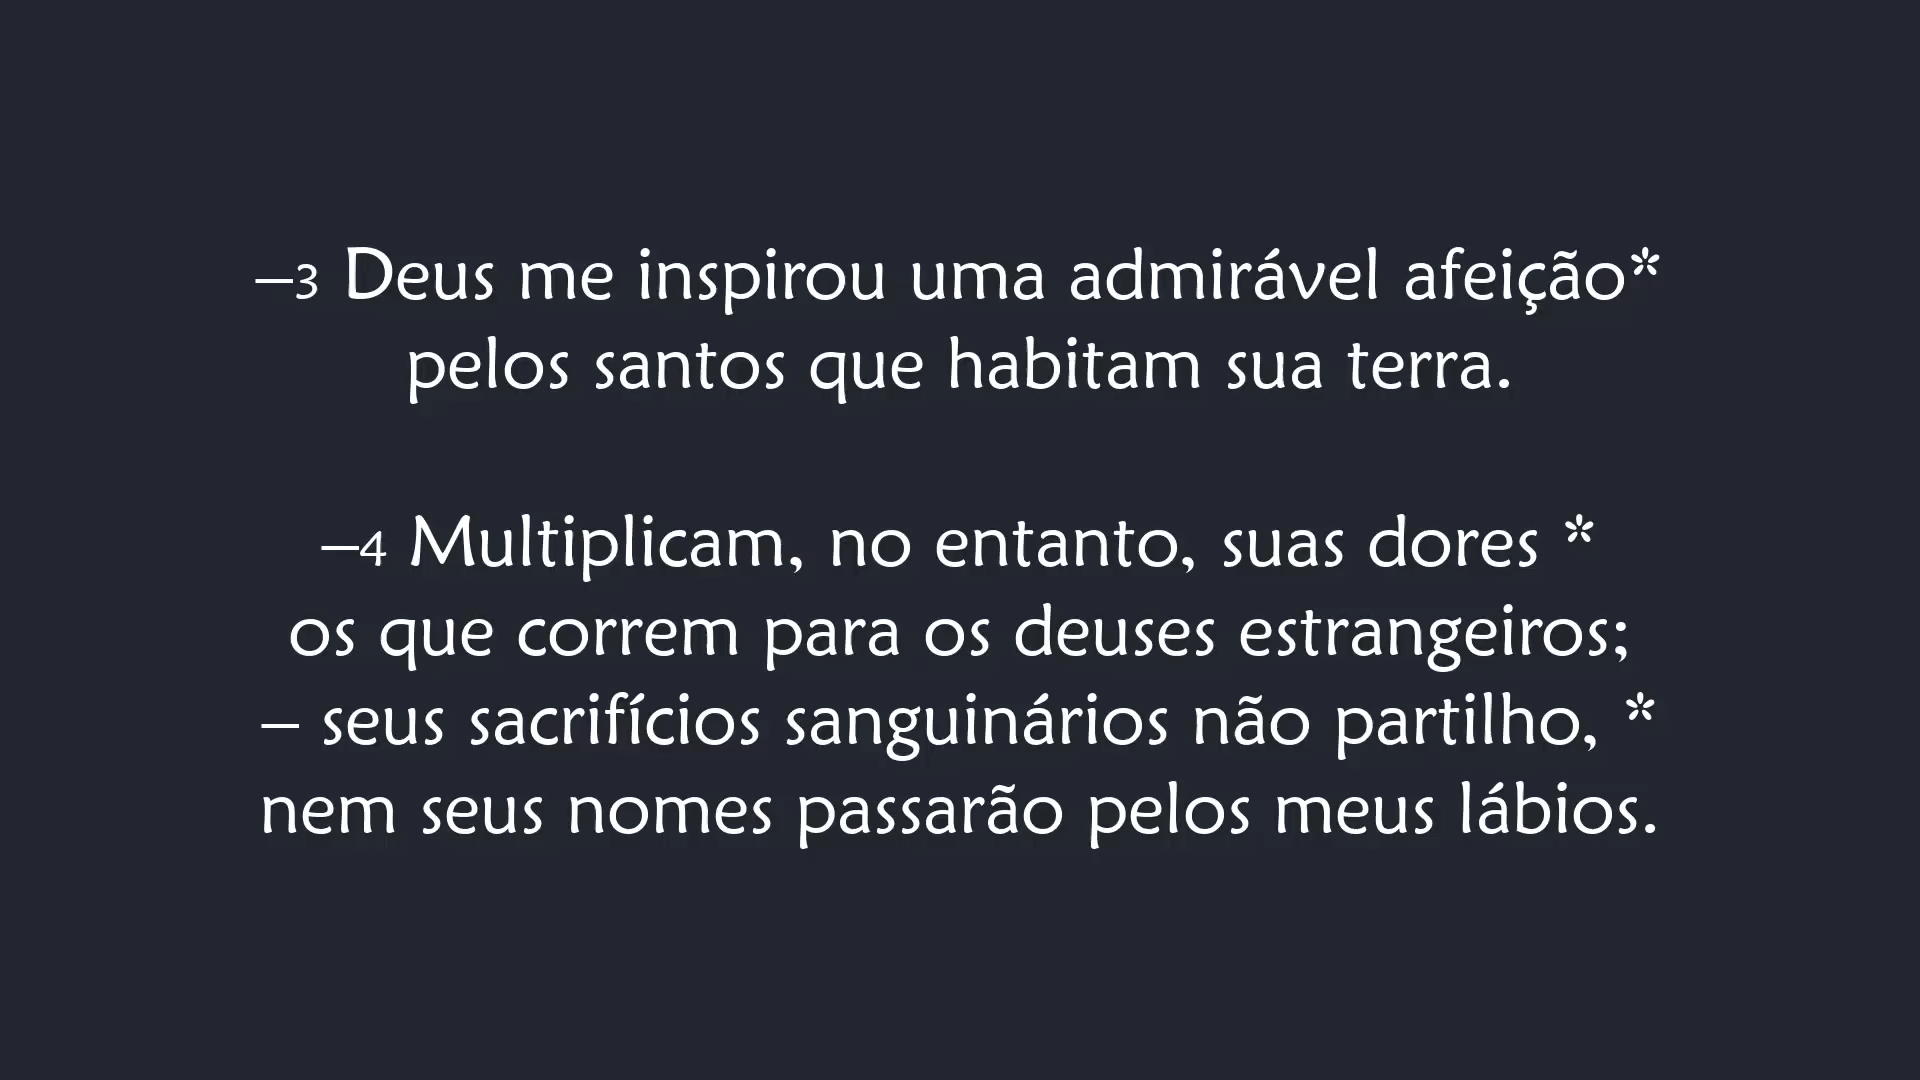 –3 Deus me inspirou uma admirável afeição*
pelos santos que habitam sua terra.
–4 Multiplicam, no entanto, suas dores *
os que correm para os deuses estrangeiros;
– seus sacrifícios sanguinários não partilho, *
nem seus nomes passarão pelos meus lábios.